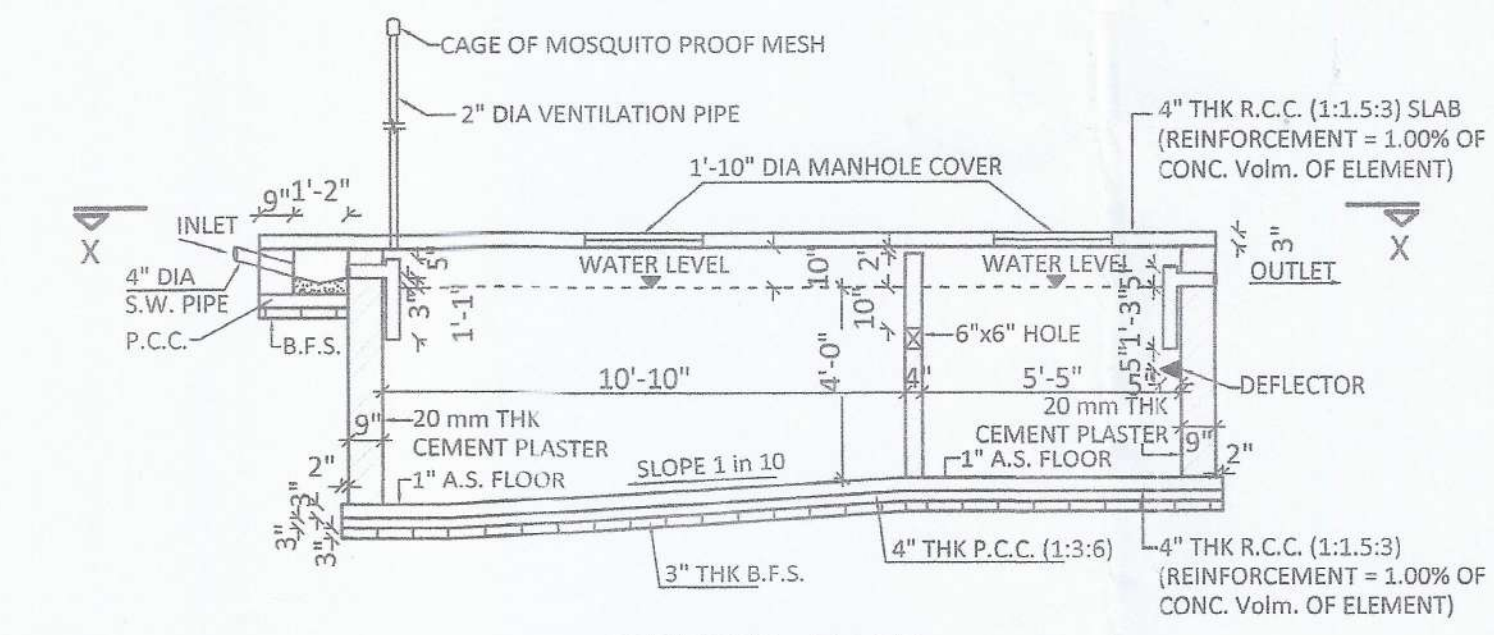 CAGE OF MOSQUITO PROOF MESH
2" DIA VENTILATION PIPE
4" THK R.C.C. (1:1.5:3) SLAB
(REINFORCEMENT = 1.00% OF
CONC. Volm. OF ELEMENT)
1'-10" DIA MANHOLE COVER
9" 1'-2"
INLET
X
X
4" DIA
S.W. PIPE
P.C.C.
B.F.S.
5"
3"
1'-1"
WATER LEVEL
10"
2'
10"
WATER LEVEL
5"
1'-3"
5"
3"
OUTLET
6"x6" HOLE
4'-0"
10'-10"
4"
5'-5"
5"
DEFLECTOR
9"
20 mm THK
CEMENT PLASTER
20 mm THK
CEMENT PLASTER
9"
2"
1" A.S. FLOOR
SLOPE 1 in 10
1" A.S. FLOOR
2"
3"
3"
3"
3" THK B.F.S.
4" THK P.C.C. (1:3:6)
4" THK R.C.C. (1:1.5:3)
(REINFORCEMENT = 1.00% OF
CONC. Volm. OF ELEMENT)